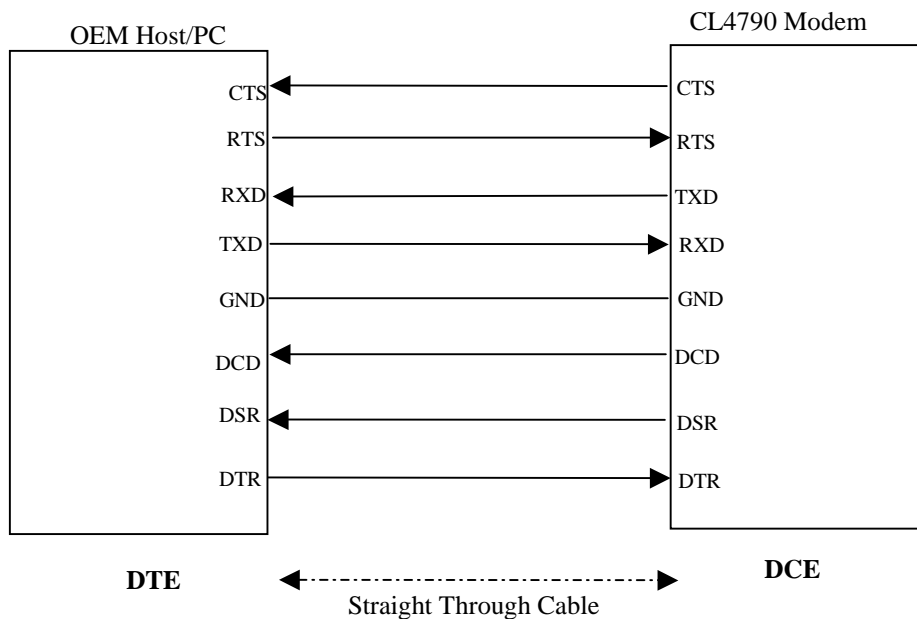 OEM Host/PC
CL4790 Modem
CTS CTS
RTS RTS
RXD TXD
TXD RXD
GND GND
DCD DCD
DSR DSR
DTR DTR
DTE DCE
Straight Through Cable